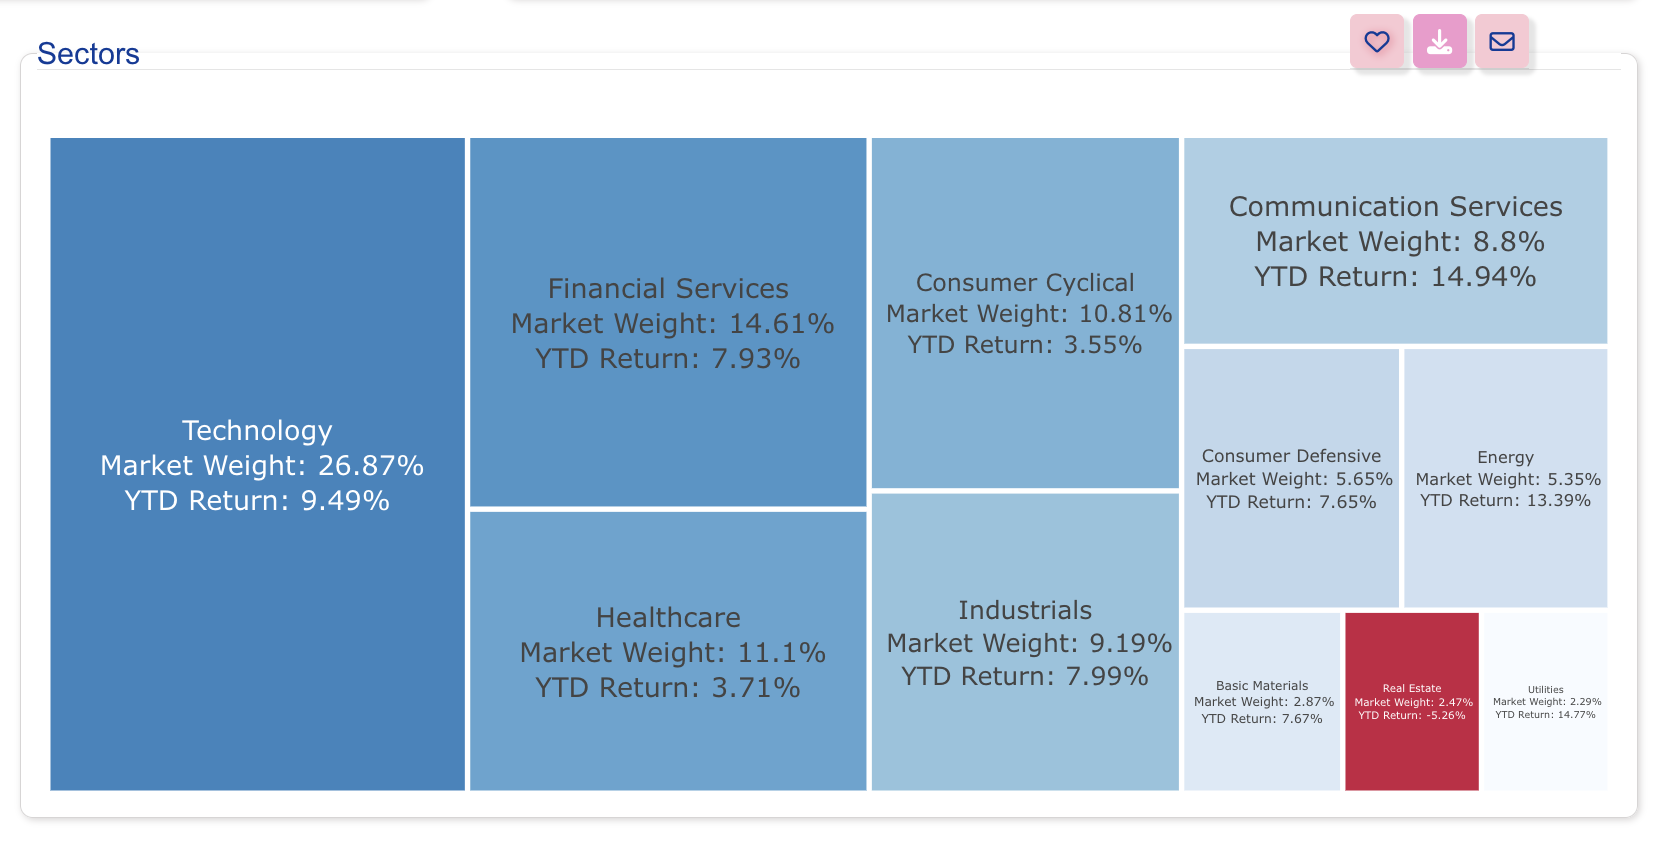 Sectors
Technology
Market Weight: 26.87%
YTD Return: 9.49%
Financial Services
Market Weight: 14.61%
YTD Return: 7.93%
Healthcare
Market Weight: 11.1%
YTD Return: 3.71%
Consumer Cyclical
Market Weight: 10.81%
YTD Return: 3.55%
Industrials
Market Weight: 9.19%
YTD Return: 7.99%
Communication Services
Market Weight: 8.8%
YTD Return: 14.94%
Consumer Defensive
Market Weight: 5.65%
YTD Return: 7.65%
Energy
Market Weight: 5.35%
YTD Return: 13.39%
Basic Materials
Market Weight: 2.87%
YTD Return: 7.67%
Real Estate
Market Weight: 2.47%
YTD Return: -5.26%
Utilities
Market Weight: 2.29%
YTD Return: 14.77%